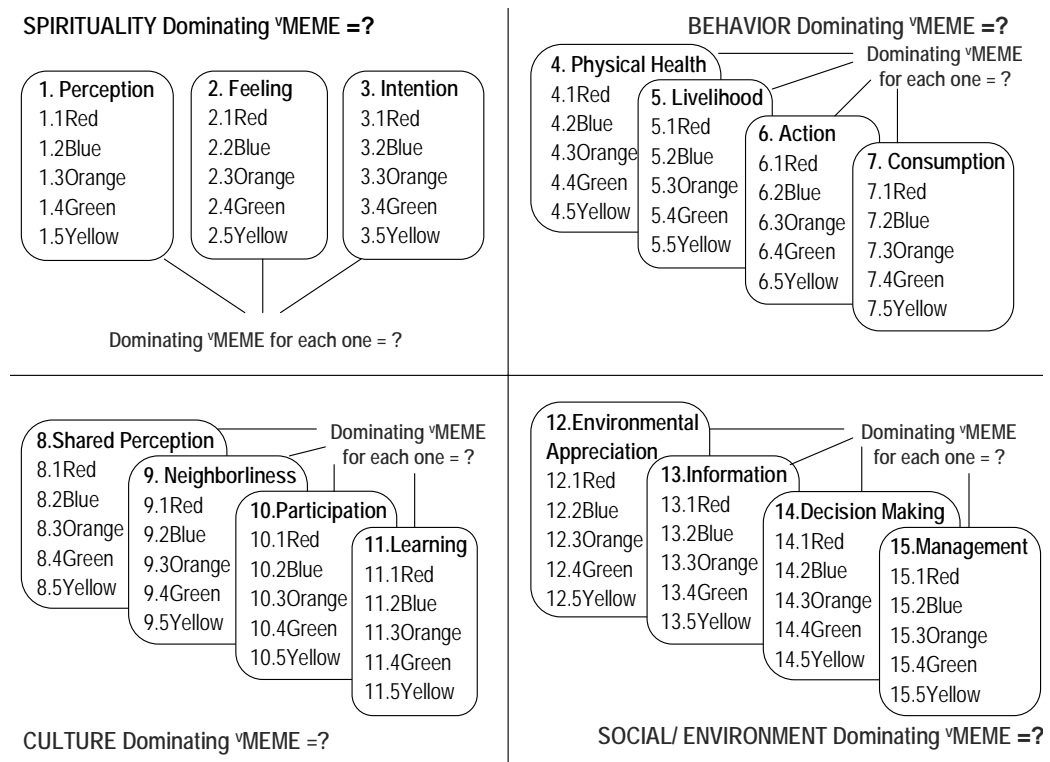 SPIRITUALITY Dominating ᵛMEME =?
1. Perception
1.1Red
1.2Blue
1.3Orange
1.4Green
1.5Yellow
2. Feeling
2.1Red
2.2Blue
2.3Orange
2.4Green
2.5Yellow
3. Intention
3.1Red
3.2Blue
3.3Orange
3.4Green
3.5Yellow
Dominating ᵛMEME for each one = ?
BEHAVIOR Dominating ᵛMEME =?
Dominating ᵛMEME
for each one = ?
4. Physical Health
4.1Red
4.2Blue
4.3Orange
4.4Green
4.5Yellow
5. Livelihood
5.1Red
5.2Blue
5.3Orange
5.4Green
5.5Yellow
6. Action
6.1Red
6.2Blue
6.3Orange
6.4Green
6.5Yellow
7. Consumption
7.1Red
7.2Blue
7.3Orange
7.4Green
7.5Yellow
8.Shared Perception
8.1Red
8.2Blue
8.3Orange
8.4Green
8.5Yellow
Dominating ᵛMEME
for each one = ?
9. Neighborliness
9.1Red
9.2Blue
9.3Orange
9.4Green
9.5Yellow
10.Participation
10.1Red
10.2Blue
10.3Orange
10.4Green
10.5Yellow
11.Learning
11.1Red
11.2Blue
11.3Orange
11.4Green
11.5Yellow
CULTURE Dominating ᵛMEME =?
12.Environmental
Appreciation
12.1Red
12.2Blue
12.3Orange
12.4Green
12.5Yellow
Dominating ᵛMEME
for each one = ?
13.Information
13.1Red
13.2Blue
13.3Orange
13.4Green
13.5Yellow
14.Decision Making
14.1Red
14.2Blue
14.3Orange
14.4Green
14.5Yellow
15.Management
15.1Red
15.2Blue
15.3Orange
15.4Green
15.5Yellow
SOCIAL/ ENVIRONMENT Dominating ᵛMEME =?